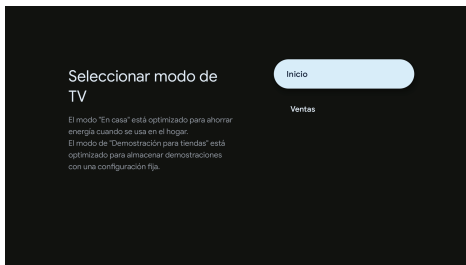 Seleccionar modo de
TV
El modo "En casa" está optimizado para ahorrar
energía cuando se usa en el hogar.
El modo de "Demostración para tiendas" está
optimizado para almacenar demostraciones
con una configuración fija.
Inicio
Ventas